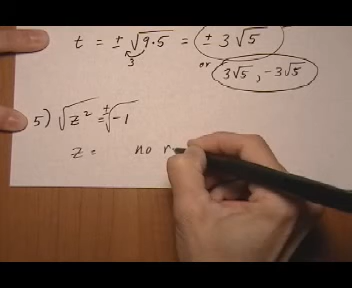 t = ± √9·5 = ± 3√5
3
or
3√5, -3√5
5) √z² = ±√-1
z = no r